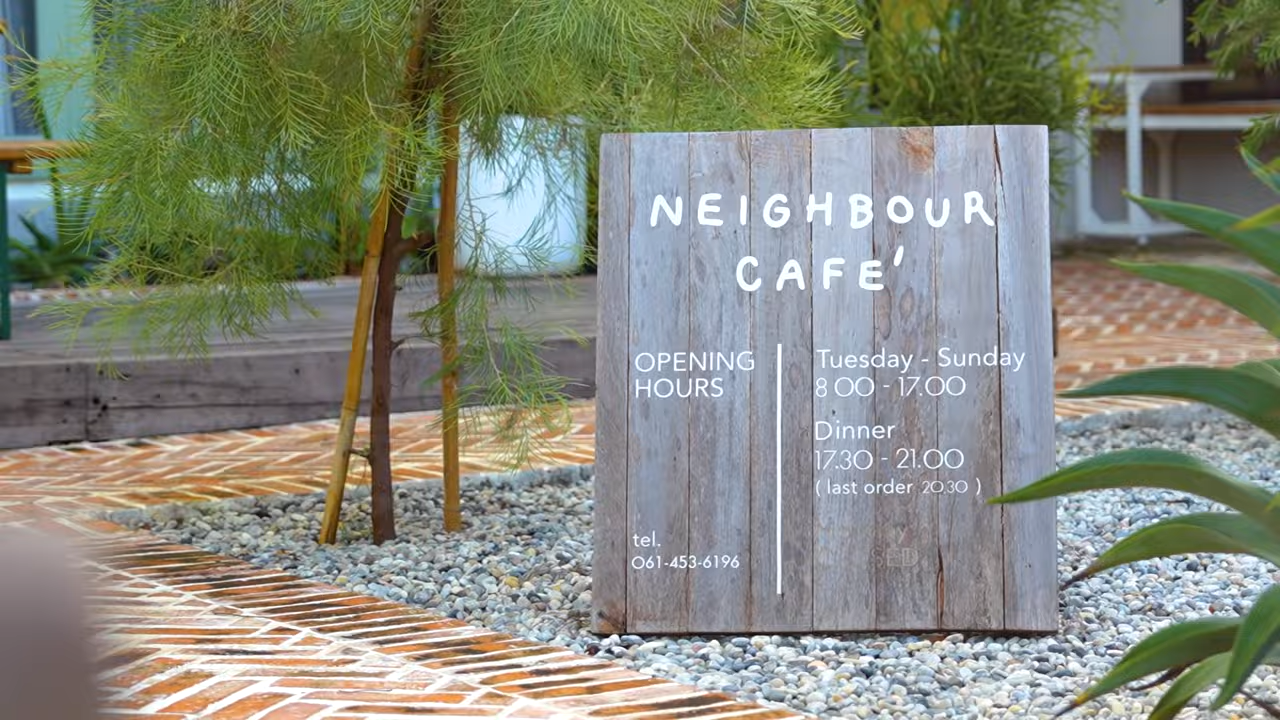 NEIGHBOUR
CAFE'
OPENING
HOURS
Tuesday - Sunday
8 00 - 17.00
Dinner
17.30 - 21.00
( last order 20.30 )
tel.
061-453-6196